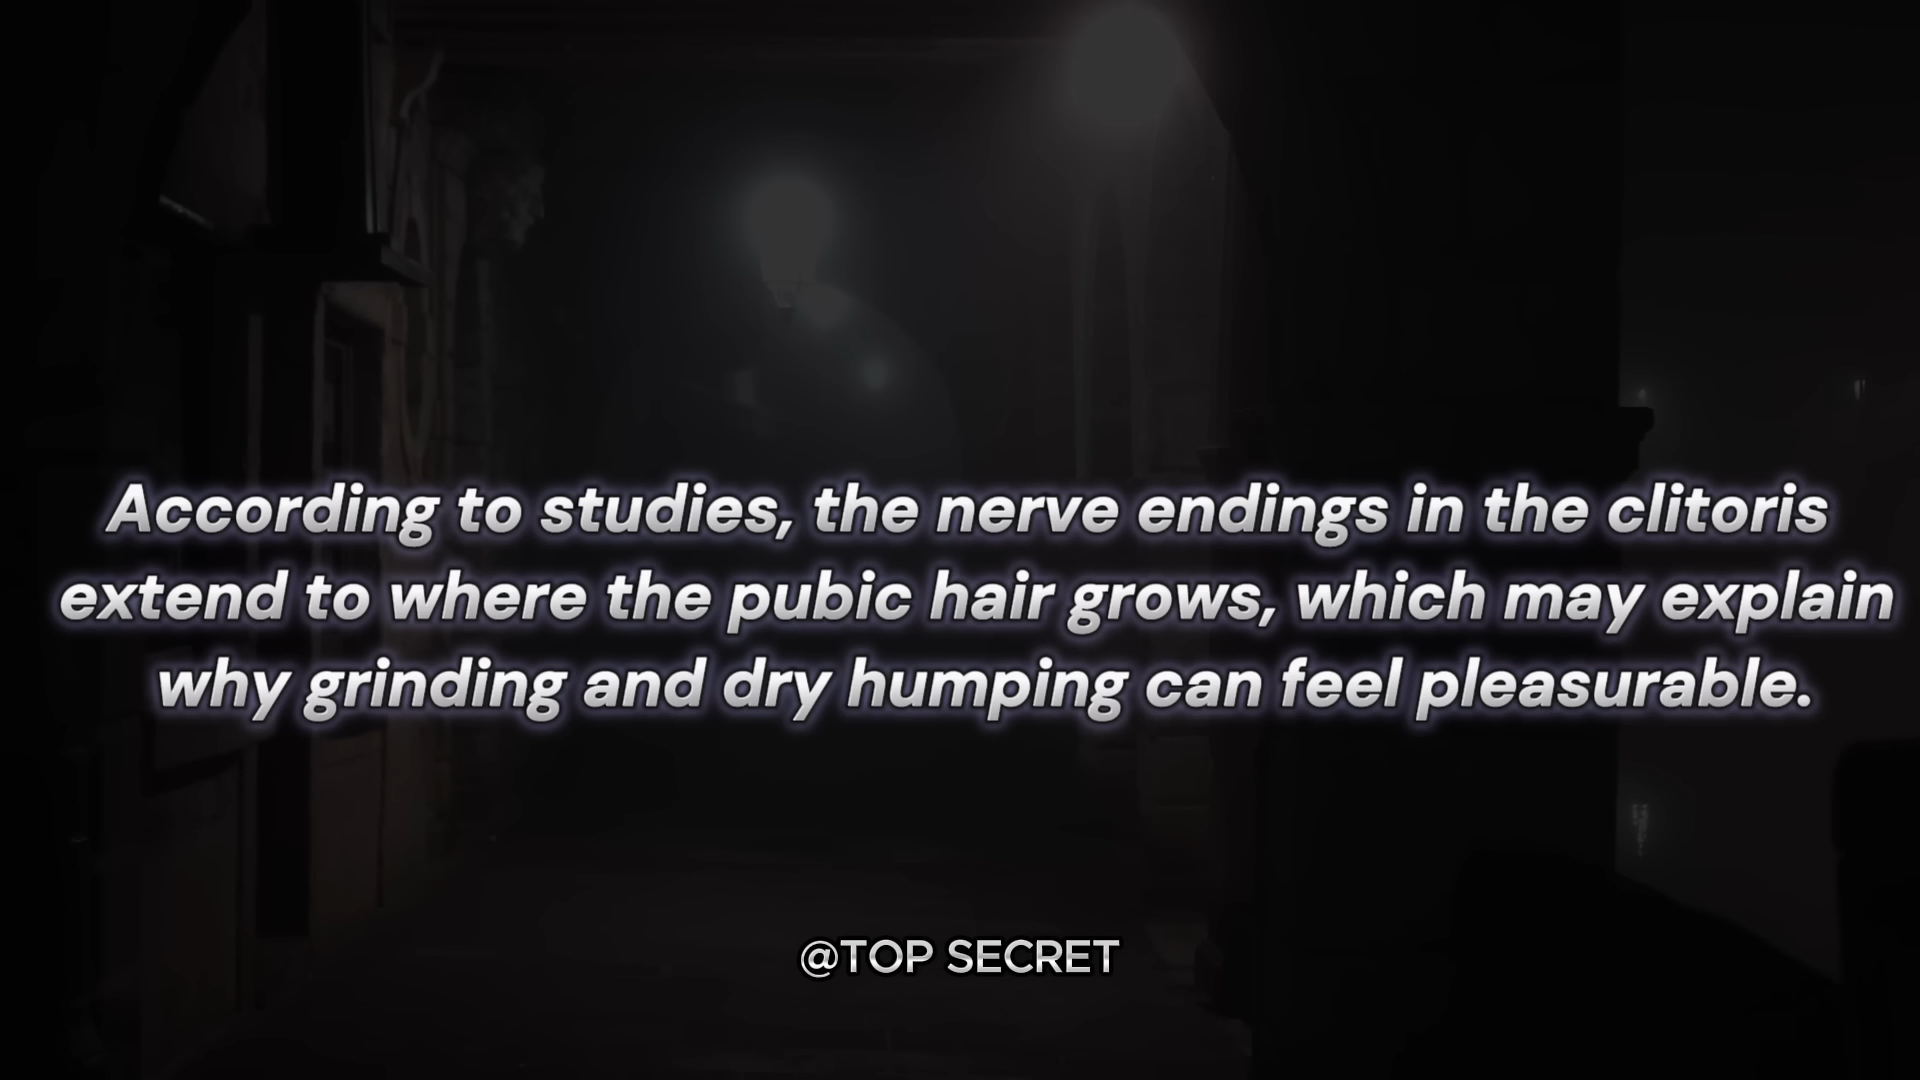 According to studies, the nerve endings in the clitoris
extend to where the pubic hair grows, which may explain
why grinding and dry humping can feel pleasurable.
@TOP SECRET